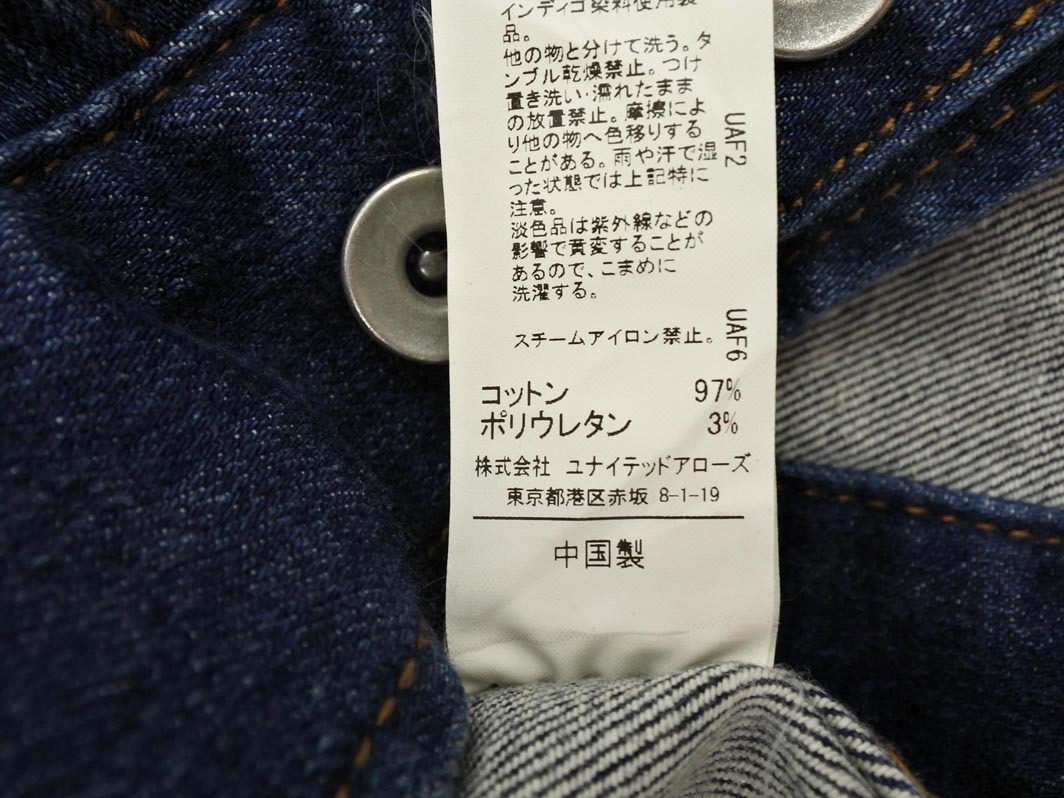 インディゴ染料使用製
品。
他の物と分けて洗う。タ
ンブル乾燥禁止。つけ
置き洗い・濡れたまま
の放置禁止。摩擦によ
り他の物へ色移りする
ことがある。雨や汗で湿
った状態では上記特に
注意。
淡色品は紫外線などの
影響で黄変することが
あるので、こまめに
洗濯する。
UAF2
スチームアイロン禁止。
UAF6
コットン 97%
ポリウレタン 3%
株式会社 ユナイテッドアローズ
東京都港区赤坂 8-1-19
中国製